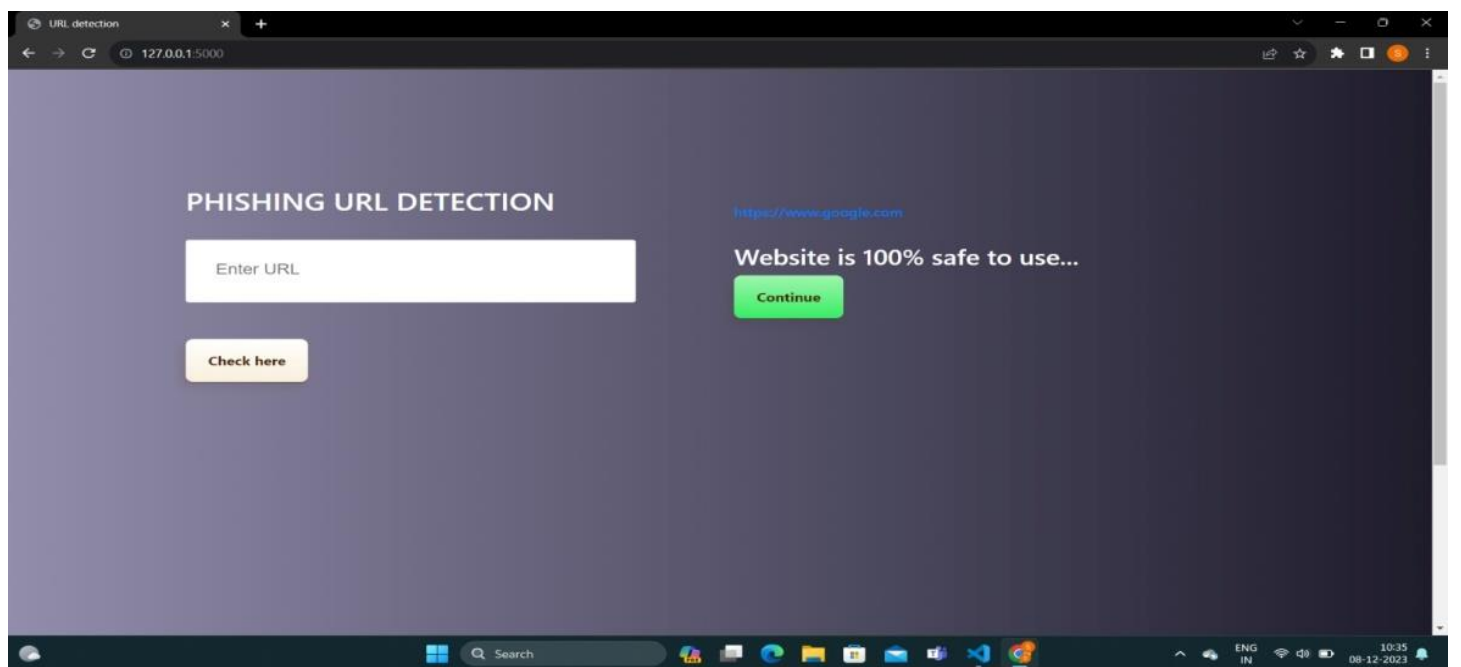 URL detection
127.0.0.1:5000
S
PHISHING URL DETECTION
Enter URL
Check here
https://www.google.com
Website is 100% safe to use...
Continue
Search
ENG
IN
10:35
08-12-2023